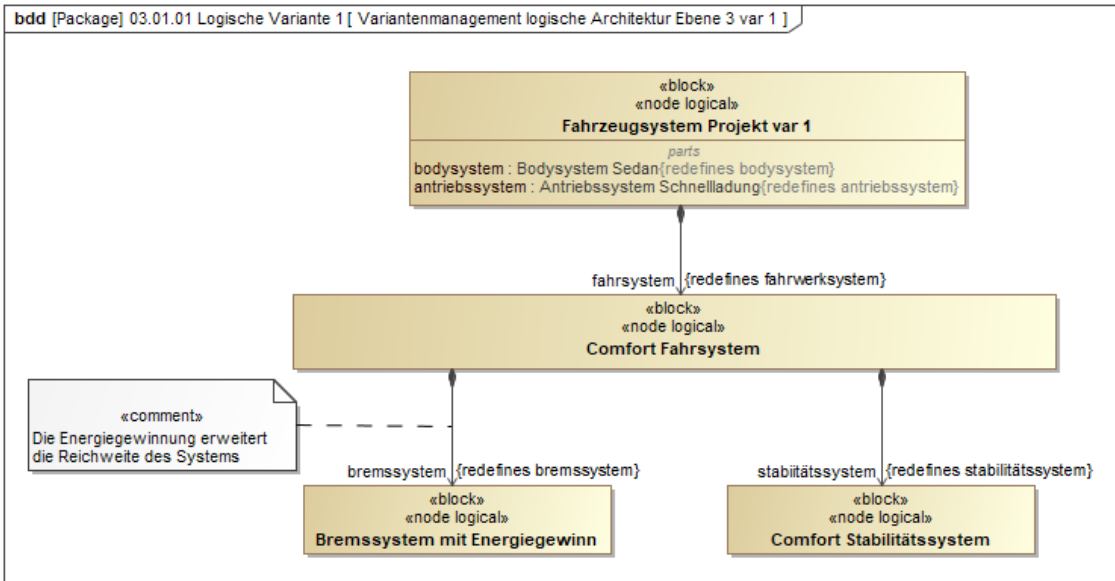 bdd [Package] 03.01.01 Logische Variante 1 [ Variantenmanagement logische Architektur Ebene 3 var 1 ]
«block»
«node logical»
Fahrzeugsystem Projekt var 1
parts
bodysystem : Bodysystem Sedan{redefines bodysystem}
antriebssystem : Antriebssystem Schnellladung{redefines antriebssystem}
fahrsystem {redefines fahrwerksystem}
«block»
«node logical»
Comfort Fahrsystem
«comment»
Die Energiegewinnung erweitert
die Reichweite des Systems
bremssystem {redefines bremssystem}
stabiitätssystem {redefines stabilitätssystem}
«block»
«node logical»
Bremssystem mit Energiegewinn
«block»
«node logical»
Comfort Stabilitätssystem